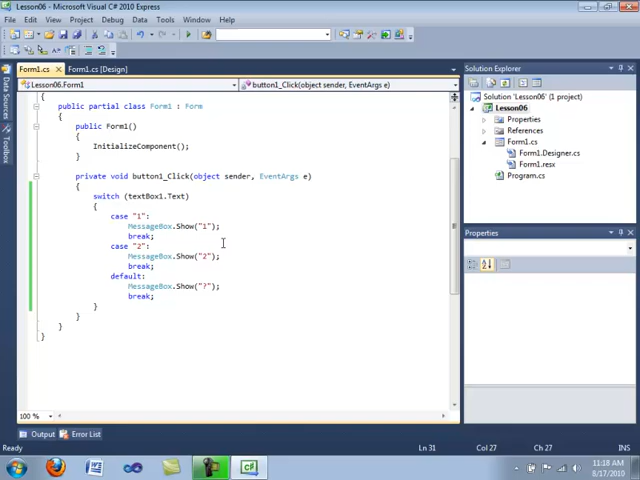 Lesson06 - Microsoft Visual C# 2010 Express
File Edit View Project Debug Data Tools Window Help
Form1.cs Form1.cs [Design]
Lesson06.Form1 button1_Click(object sender, EventArgs e)
{
public partial class Form1 : Form
{
public Form1()
{
InitializeComponent();
}
private void button1_Click(object sender, EventArgs e)
{
switch (textBox1.Text)
{
case "1":
MessageBox.Show("1");
break;
case "2":
MessageBox.Show("2");
break;
default:
MessageBox.Show("?");
break;
}
}
}
}
100 %
Data Sources
Toolbox
Solution Explorer
Solution 'Lesson06' (1 project)
Lesson06
Properties
References
Form1.cs
Form1.Designer.cs
Form1.resx
Program.cs
Properties
Output Error List
Ready Ln 31 Col 27 Ch 27 INS
11:18 AM
8/17/2010